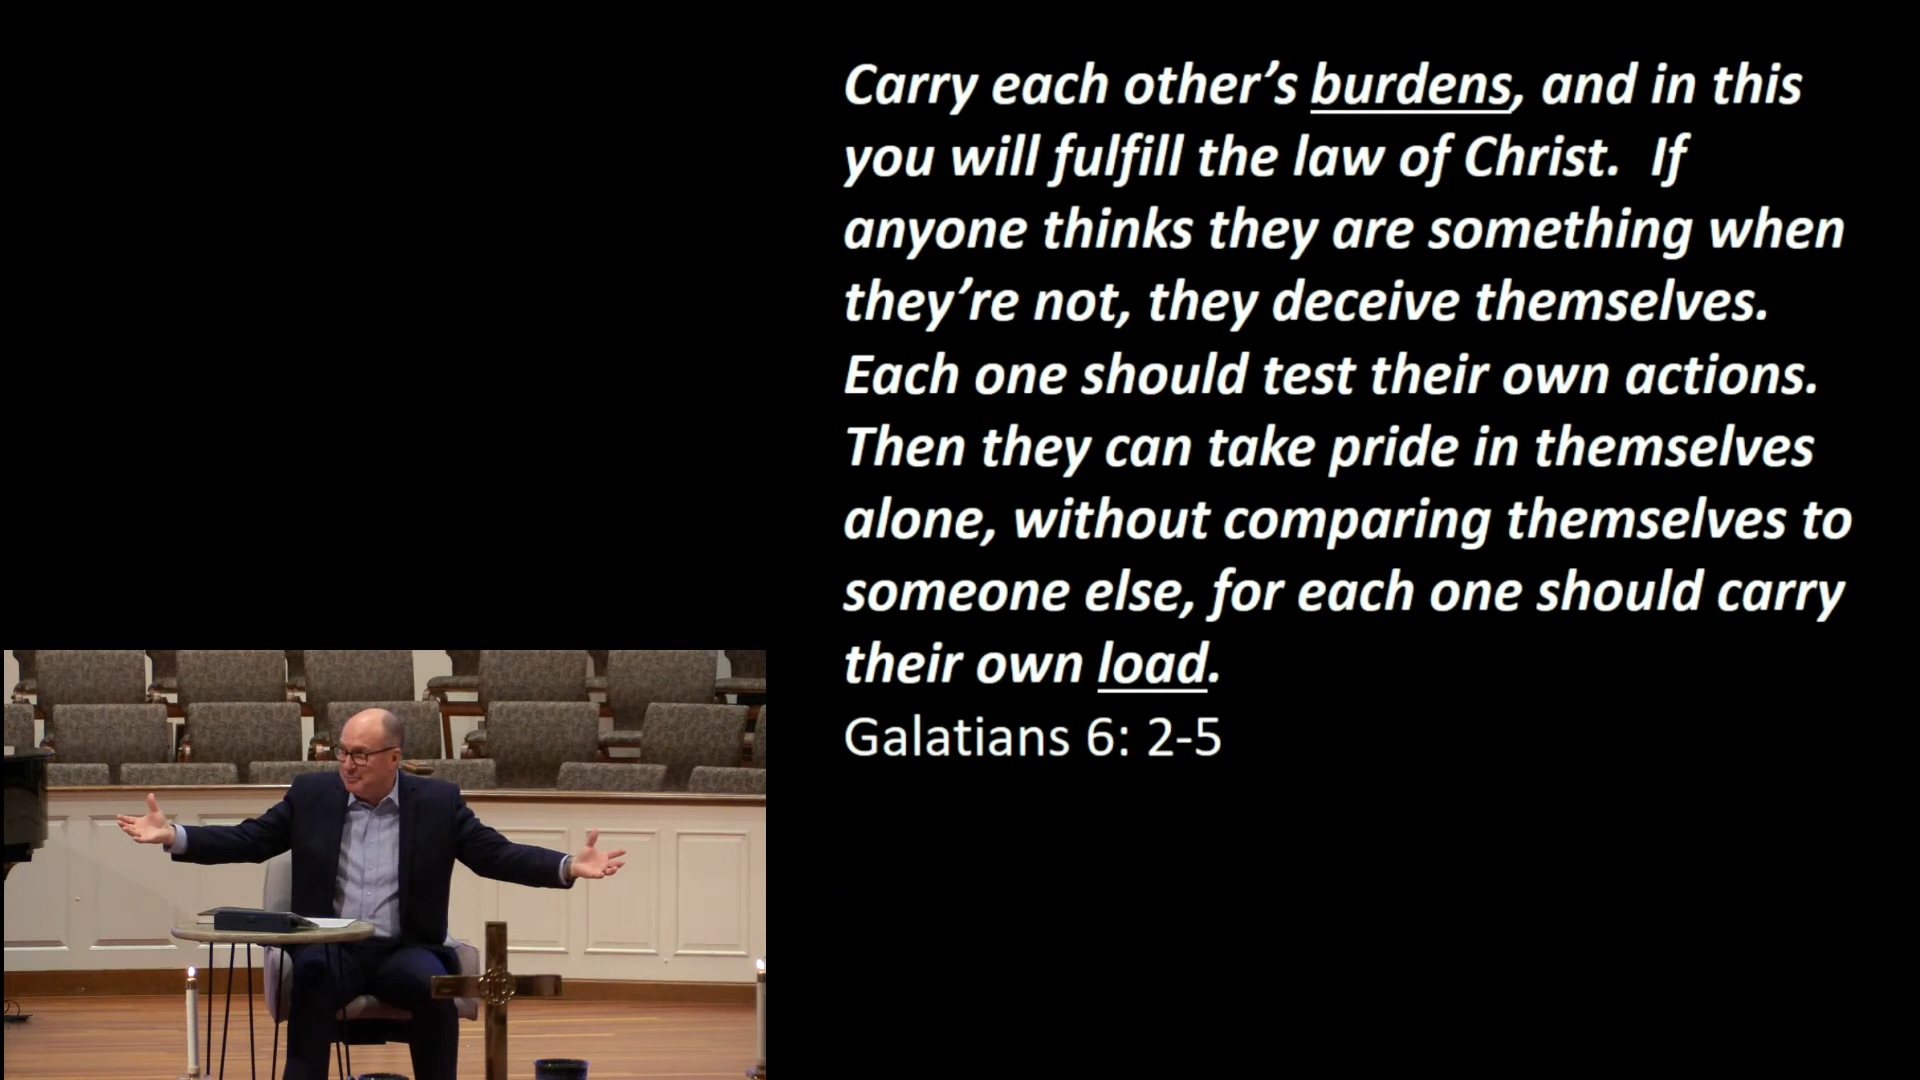 Carry each other’s burdens, and in this
you will fulfill the law of Christ.  If
anyone thinks they are something when
they’re not, they deceive themselves.
Each one should test their own actions.
Then they can take pride in themselves
alone, without comparing themselves to
someone else, for each one should carry
their own load.
Galatians 6: 2-5